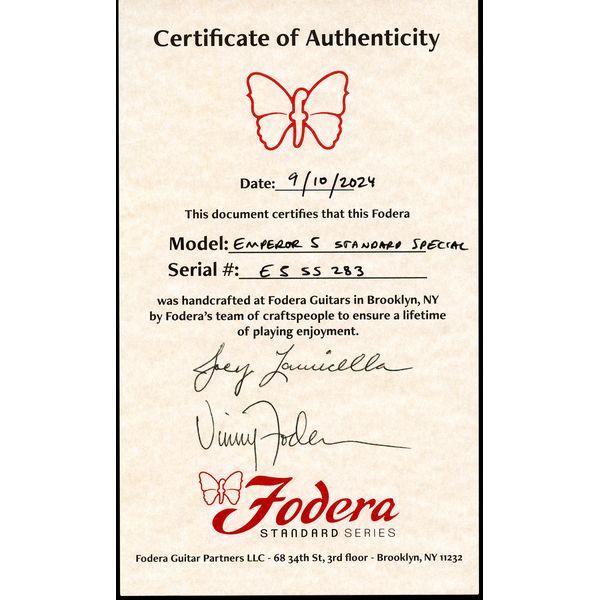 Certificate of Authenticity
Date: 9/10/2024
This document certifies that this Fodera
Model: EMPEROR 5 STANDARD SPECIAL
Serial #: E5 SS 283
was handcrafted at Fodera Guitars in Brooklyn, NY
by Fodera's team of craftspeople to ensure a lifetime
of playing enjoyment.
Joey Lauricella
Vinny Fodera
Fodera
STANDARD SERIES
Fodera Guitar Partners LLC - 68 34th St, 3rd floor - Brooklyn, NY 11232